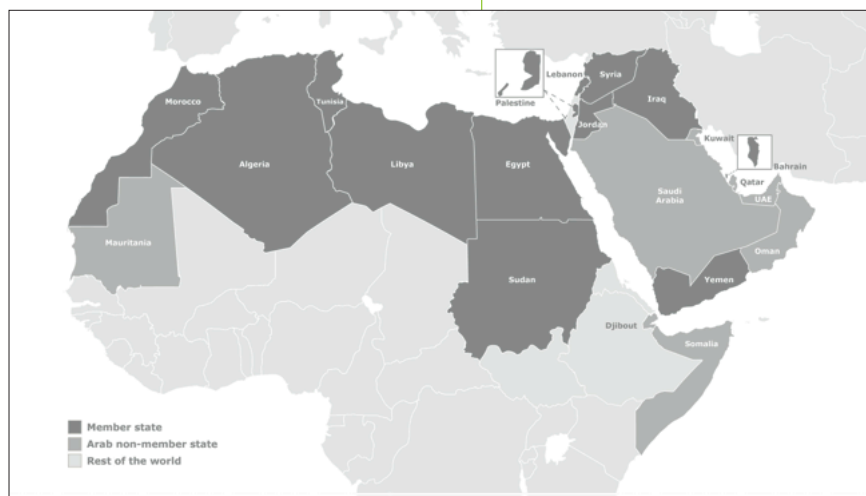 Lebanon
Syria
Morocco
Tunisia
Iraq
Palestine
Jordan
Kuwait
Algeria
Libya
Egypt
Bahrain
Qatar
Saudi
Arabia
UAE
Mauritania
Oman
Sudan
Yemen
Djibout
Somalia
Member state
Arab non-member state
Rest of the world